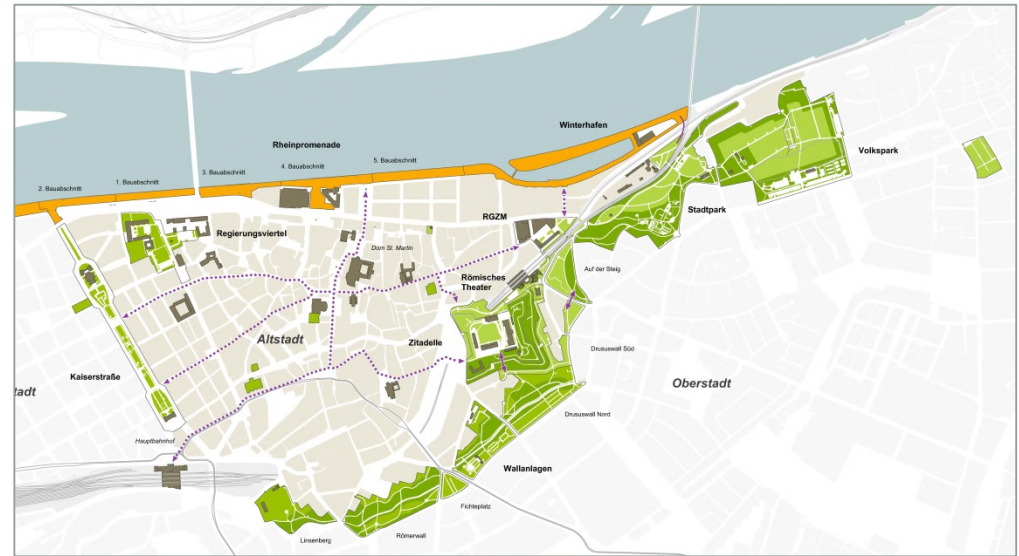 Winterhafen
Rheinpromenade
Volkspark
5. Bauabschnitt
4. Bauabschnitt
3. Bauabschnitt
1. Bauabschnitt
2. Bauabschnitt
Stadtpark
RGZM
Regierungsviertel
Dom St. Martin
Auf der Steig
Römisches
Theater
Altstadt
Zitadelle
Drususwall Süd
Kaiserstraße
Oberstadt
tadt
Drususwall Nord
Hauptbahnhof
Wallanlagen
Fichteplatz
Linsenberg
Römerwall